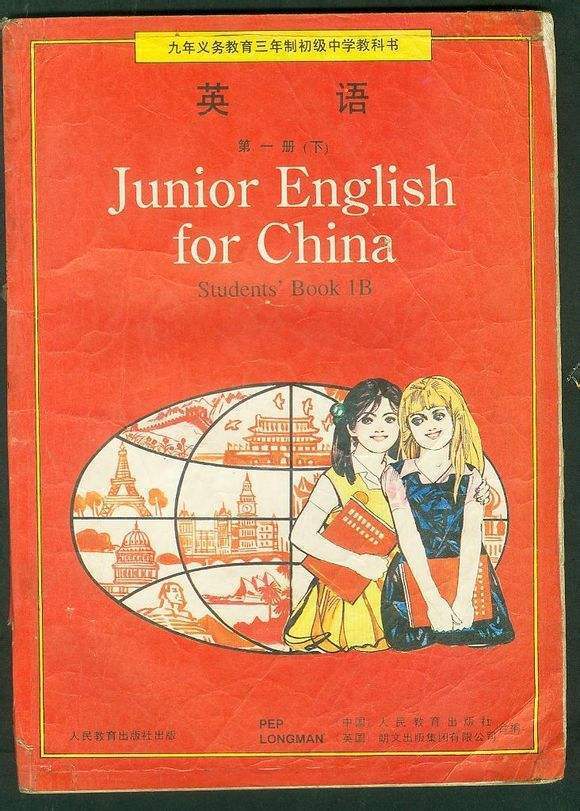 九年义务教育三年制初级中学教科书
英 语
第一册(下)
Junior English
for China
Students' Book 1B
人民教育出版社出版
PEP
LONGMAN
中国 人民教育出版社
英国 朗文出版集团有限公司
合编